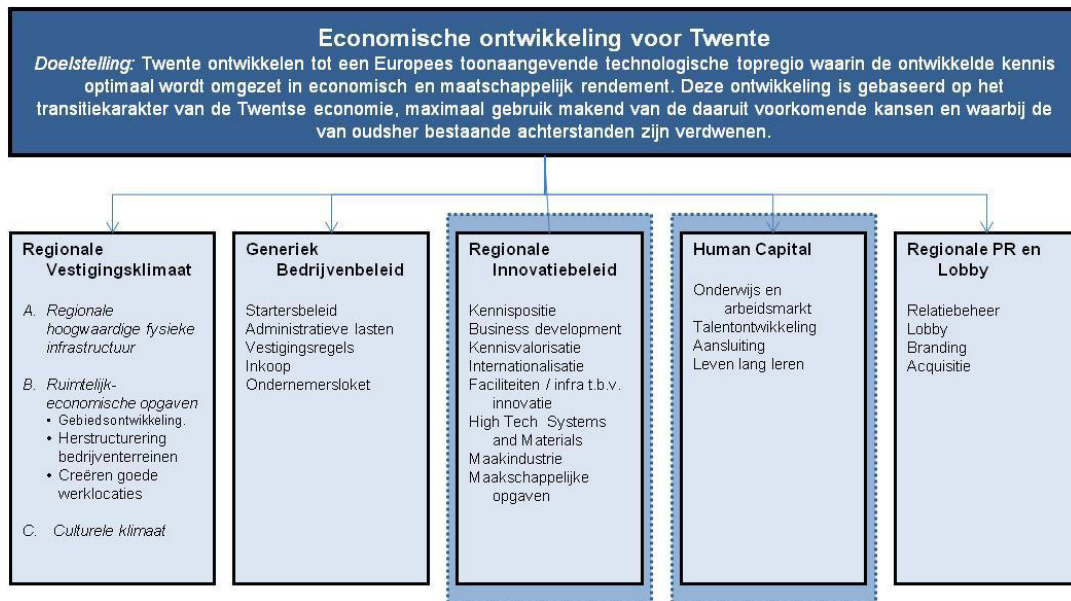 Economische ontwikkeling voor Twente
Doelstelling: Twente ontwikkelen tot een Europees toonaangevende technologische topregio waarin de ontwikkelde kennis
optimaal wordt omgezet in economisch en maatschappelijk rendement. Deze ontwikkeling is gebaseerd op het
transitiekarakter van de Twentse economie, maximaal gebruik makend van de daaruit voorkomende kansen en waarbij de
van oudsher bestaande achterstanden zijn verdwenen.
Regionale
Vestigingsklimaat
A. Regionale
hoogwaardige fysieke
infrastructuur
B. Ruimtelijk-
economische opgaven
• Gebiedsontwikkeling.
• Herstructurering
bedrijventerreinen
• Creëren goede
werklocaties
C. Culturele klimaat
Generiek
Bedrijvenbeleid
Startersbeleid
Administratieve lasten
Vestigingsregels
Inkoop
Ondernemersloket
Regionale
Innovatiebeleid
Kennispositie
Business development
Kennisvalorisatie
Internationalisatie
Faciliteiten / infra t.b.v.
innovatie
High Tech Systems
and Materials
Maakindustrie
Maakschappelijke
opgaven
Human Capital
Onderwijs en
arbeidsmarkt
Talentontwikkeling
Aansluiting
Leven lang leren
Regionale PR en
Lobby
Relatiebeheer
Lobby
Branding
Acquisitie